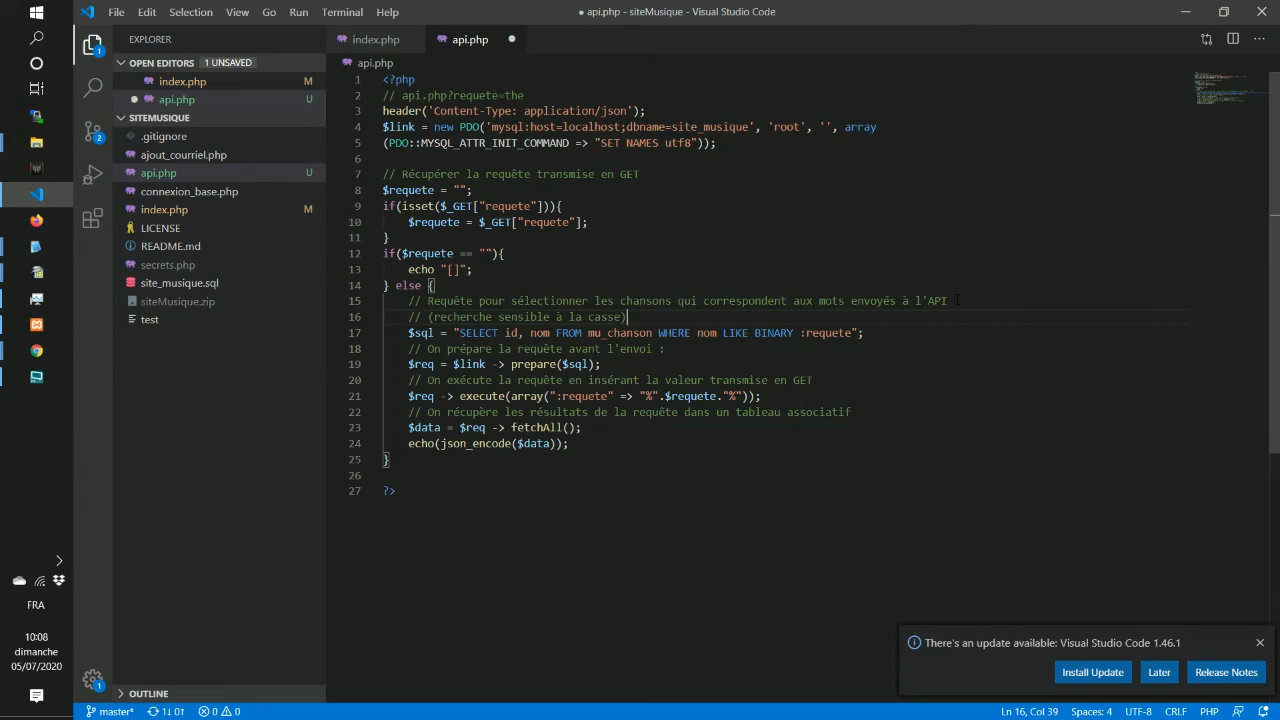 File Edit Selection View Go Run Terminal Help
● api.php - siteMusique - Visual Studio Code
EXPLORER
OPEN EDITORS 1 UNSAVED
index.php M
● api.php U
SITEMUSIQUE
.gitignore
ajout_courriel.php
api.php U
connexion_base.php
index.php M
LICENSE
README.md
secrets.php
site_musique.sql
siteMusique.zip
test
OUTLINE
1
2
1
FRA
10:08
dimanche
05/07/2020
index.php api.php ●
api.php
1 <?php
2 // api.php?requete=the
3 header('Content-Type: application/json');
4 $link = new PDO('mysql:host=localhost;dbname=site_musique', 'root', '', array
5 (PDO::MYSQL_ATTR_INIT_COMMAND => "SET NAMES utf8"));
6
7 // Récupérer la requête transmise en GET
8 $requete = "";
9 if(isset($_GET["requete"])){
10 $requete = $_GET["requete"];
11 }
12 if($requete == ""){
13 echo "[]";
14 } else {
15 // Requête pour sélectionner les chansons qui correspondent aux mots envoyés à l'API
16 // (recherche sensible à la casse)
17 $sql = "SELECT id, nom FROM mu_chanson WHERE nom LIKE BINARY :requete";
18 // On prépare la requête avant l'envoi :
19 $req = $link -> prepare($sql);
20 // On exécute la requête en insérant la valeur transmise en GET
21 $req -> execute(array(":requete" => "%".$requete."%"));
22 // On récupère les résultats de la requête dans un tableau associatif
23 $data = $req -> fetchAll();
24 echo(json_encode($data));
25 }
26
27 ?>
There's an update available: Visual Studio Code 1.46.1
Install Update Later Release Notes
master* 1↓ 0↑ 0 0 Ln 16, Col 39 Spaces: 4 UTF-8 CRLF PHP